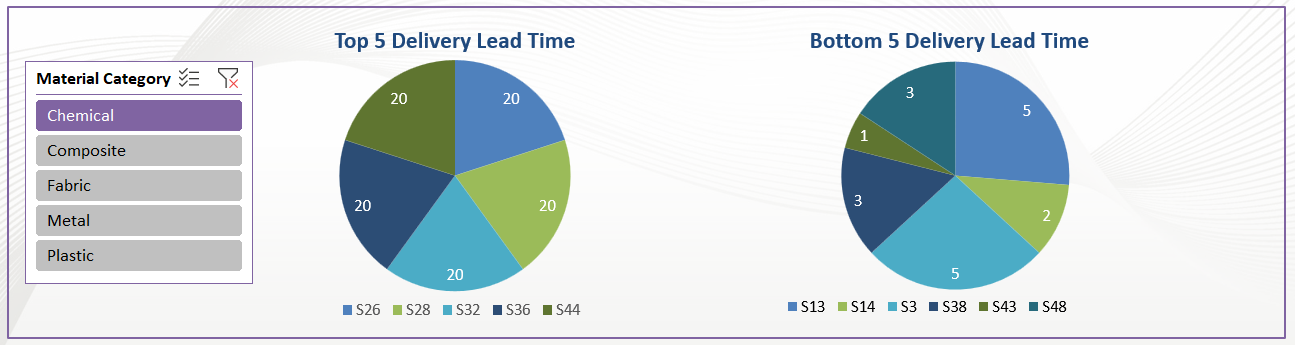 Top 5 Delivery Lead Time
Bottom 5 Delivery Lead Time
Material Category
Chemical
Composite
Fabric
Metal
Plastic
20
20
20
20
20
S26 S28 S32 S36 S44
5
2
5
3
1
3
S13 S14 S3 S38 S43 S48